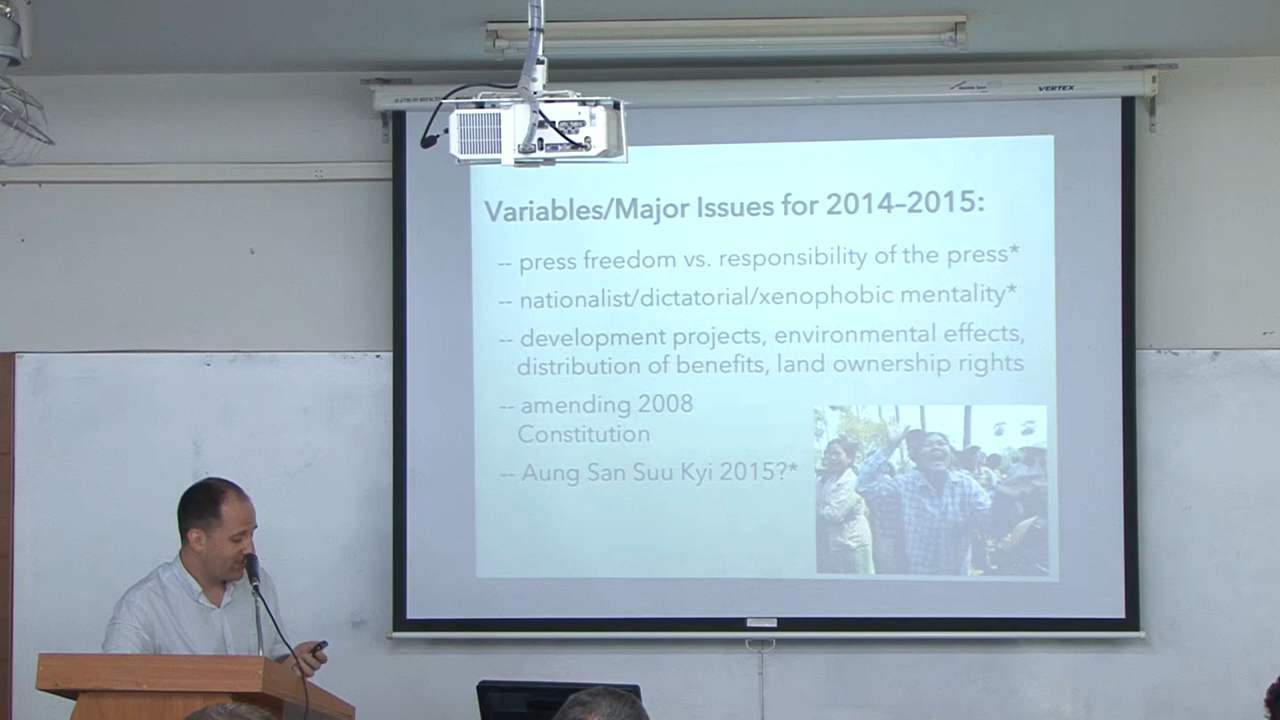 VERTEX
Variables/Major Issues for 2014–2015:
-- press freedom vs. responsibility of the press*
-- nationalist/dictatorial/xenophobic mentality*
-- development projects, environmental effects,
distribution of benefits, land ownership rights
-- amending 2008
Constitution
-- Aung San Suu Kyi 2015?*